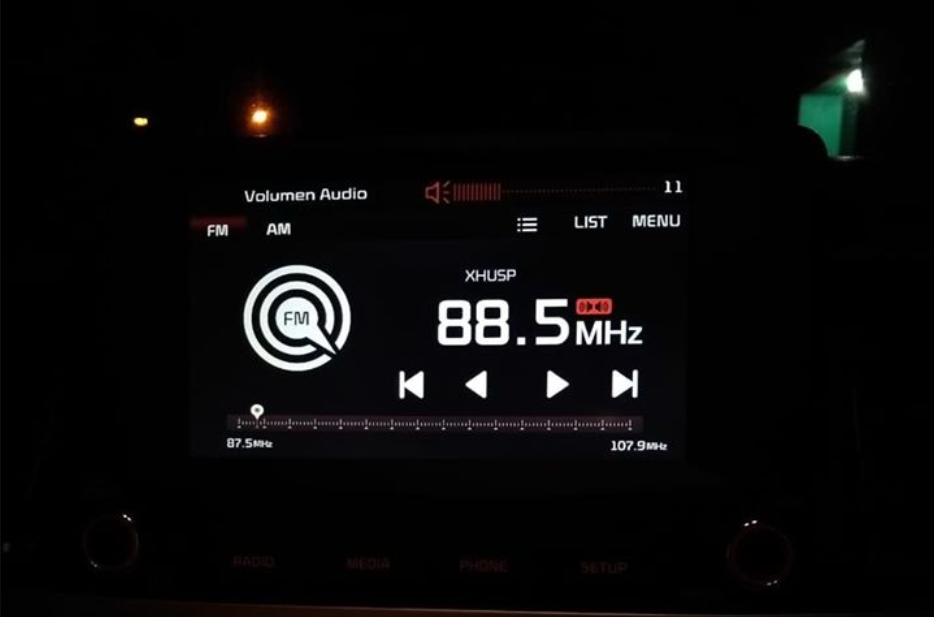 Volumen Audio 11
FM AM LIST MENU
XHUSP
FM
88.5 MHz
87.5MHz 107.9MHz
RADIO MEDIA PHONE SETUP